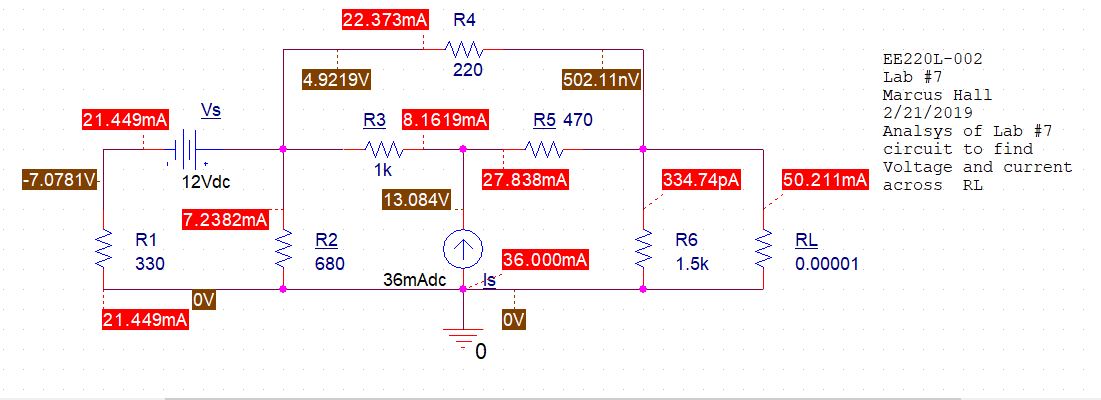 22.373mA
R4
220
4.9219V
502.11nV
EE220L-002
Lab #7
Marcus Hall
2/21/2019
Analsys of Lab #7
circuit to find
Voltage and current
across RL
21.449mA
Vs
R3
8.1619mA
R5 470
-7.0781V
12Vdc
1k
27.838mA
334.74pA
50.211mA
7.2382mA
13.084V
R1
330
R2
680
36mAdc
Is
36.000mA
R6
1.5k
RL
0.00001
0V
21.449mA
0V
0